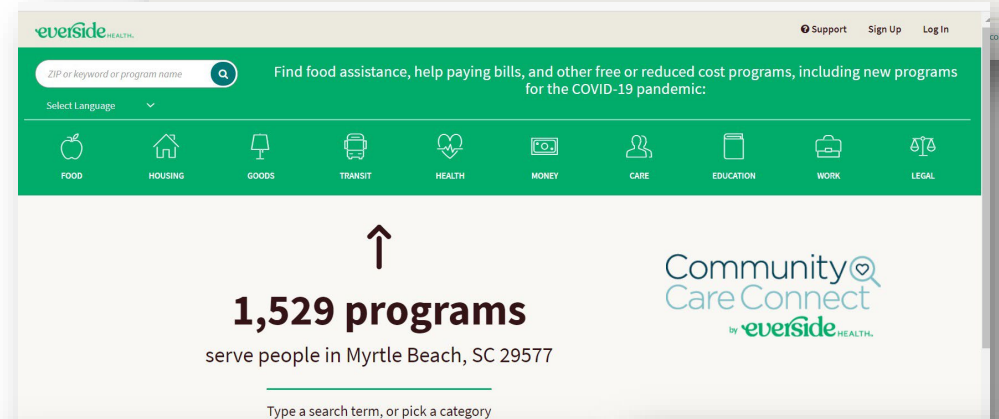 everside HEALTH.
Support Sign Up Log In
ZIP or keyword or program name
Select Language
Find food assistance, help paying bills, and other free or reduced cost programs, including new programs
for the COVID-19 pandemic:
FOOD HOUSING GOODS TRANSIT HEALTH MONEY CARE EDUCATION WORK LEGAL
1,529 programs
serve people in Myrtle Beach, SC 29577
Type a search term, or pick a category
Community
Care Connect
by everside HEALTH.